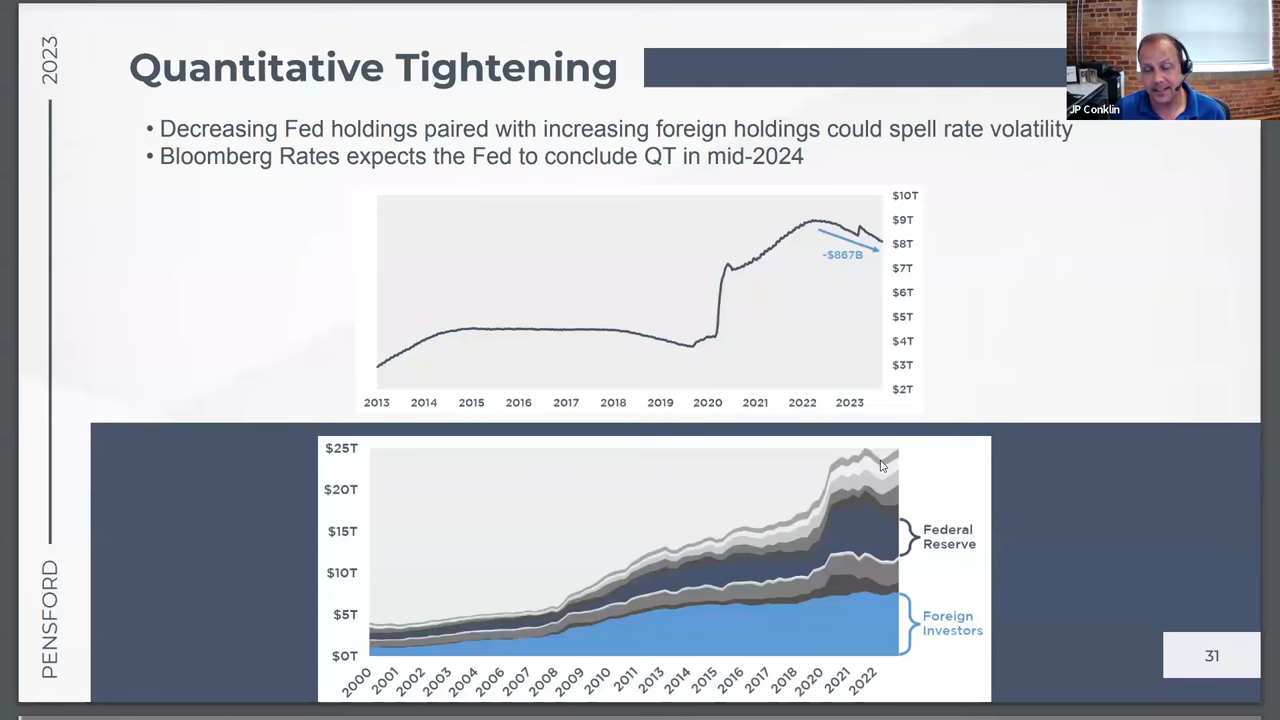 2023
PENSFORD
Quantitative Tightening
JP Conklin
• Decreasing Fed holdings paired with increasing foreign holdings could spell rate volatility
• Bloomberg Rates expects the Fed to conclude QT in mid-2024
$10T
$9T
$8T
$7T
$6T
$5T
$4T
$3T
$2T
-$867B
2013 2014 2015 2016 2017 2018 2019 2020 2021 2022 2023
$25T
$20T
$15T
$10T
$5T
$0T
Federal
Reserve
Foreign
Investors
2000 2001 2002 2003 2004 2006 2007 2008 2009 2010 2011 2013 2014 2015 2016 2017 2018 2020 2021 2022
31